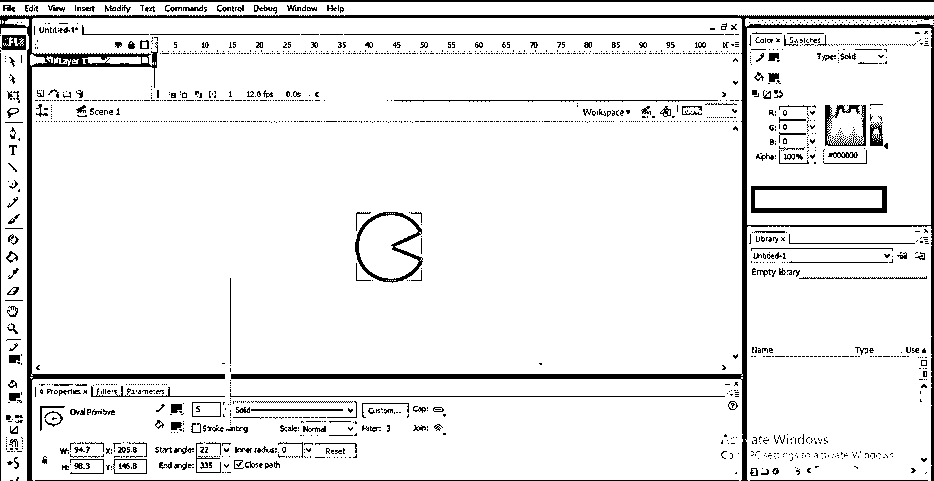 File Edit View Insert Modify Text Commands Control Debug Window Help
Untitled-1*
5 10 15 20 25 30 35 40 45 50 55 60 65 70 75 80 85 90 95 100
Layer 1
1 12.0 fps 0.0s
Scene 1
Workspace
Color × Swatches
Type: Solid
R: 0
G: 0
B: 0
Alpha: 100% #000000
Library ×
Untitled-1
Empty library
Name Type Use
Properties × Filters Parameters
Oval Primitive
5 Solid Custom... Cap:
Stroke hinting Scale: Normal Miter: 3 Join:
W: 94.7 X: 205.8 Start angle: 22 Inner radius: 0 Reset
H: 98.3 Y: 146.8 End angle: 335 Close path
Activate Windows
PC settings to activate Windows